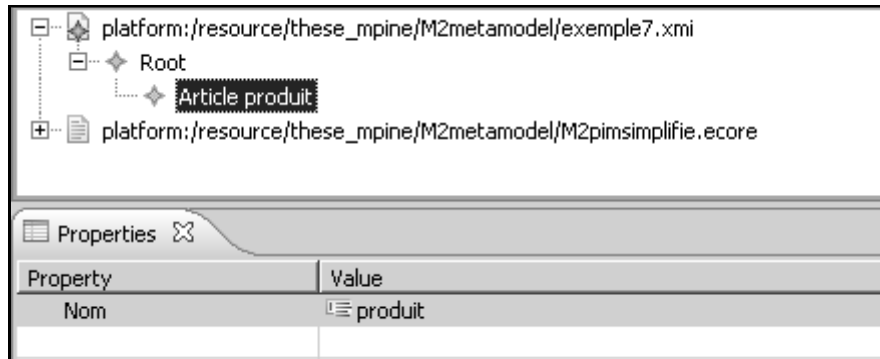 platform:/resource/these_mpine/M2metamodel/exemple7.xmi
Root
Article produit
platform:/resource/these_mpine/M2metamodel/M2pimsimplifie.ecore
Properties
Property Value
Nom produit